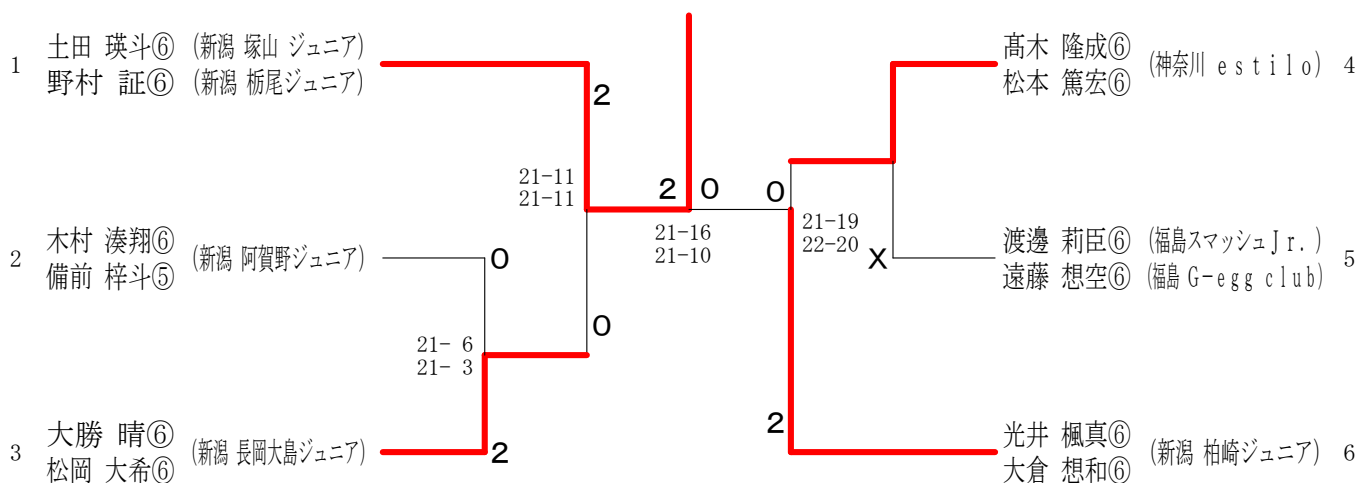 1 土田 瑛斗⑥ (新潟 塚山 ジュニア)
野村 証⑥ (新潟 栃尾ジュニア)
2
21-11
21-11
2 木村 湊翔⑥ (新潟 阿賀野ジュニア)
備前 梓斗⑤
0
0
21- 6
21- 3
3 大勝 晴⑥ (新潟 長岡大島ジュニア)
松岡 大希⑥
2
2 0
21-16
21-10
髙木 隆成⑥ (神奈川 estilo) 4
松本 篤宏⑥
0
21-19
22-20
X
渡邊 莉臣⑥ (福島スマッシュJr.) 5
遠藤 想空⑥ (福島 G-egg club)
2
光井 楓真⑥ (新潟 柏崎ジュニア) 6
大倉 想和⑥